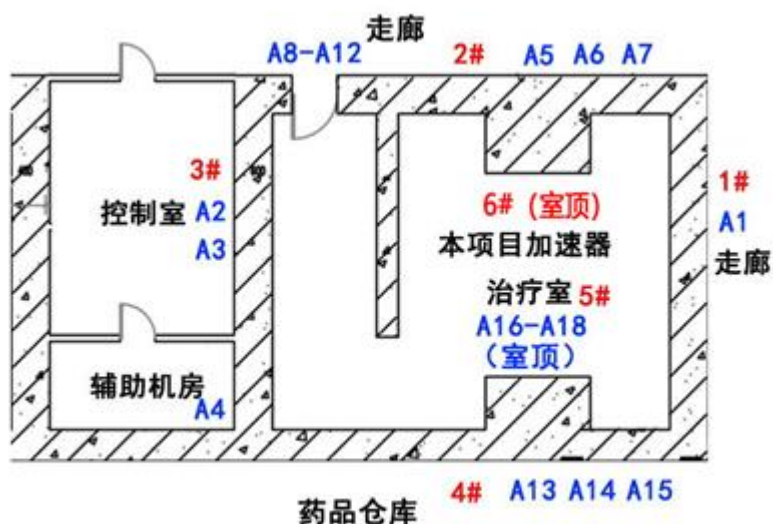 走廊
A8-A12 2# A5 A6 A7
3#
控制室 A2
A3
1#
A1
走廊
6# (室顶)
本项目加速器
治疗室 5#
A16-A18
（室顶）
辅助机房
A4
4# A13 A14 A15
药品仓库